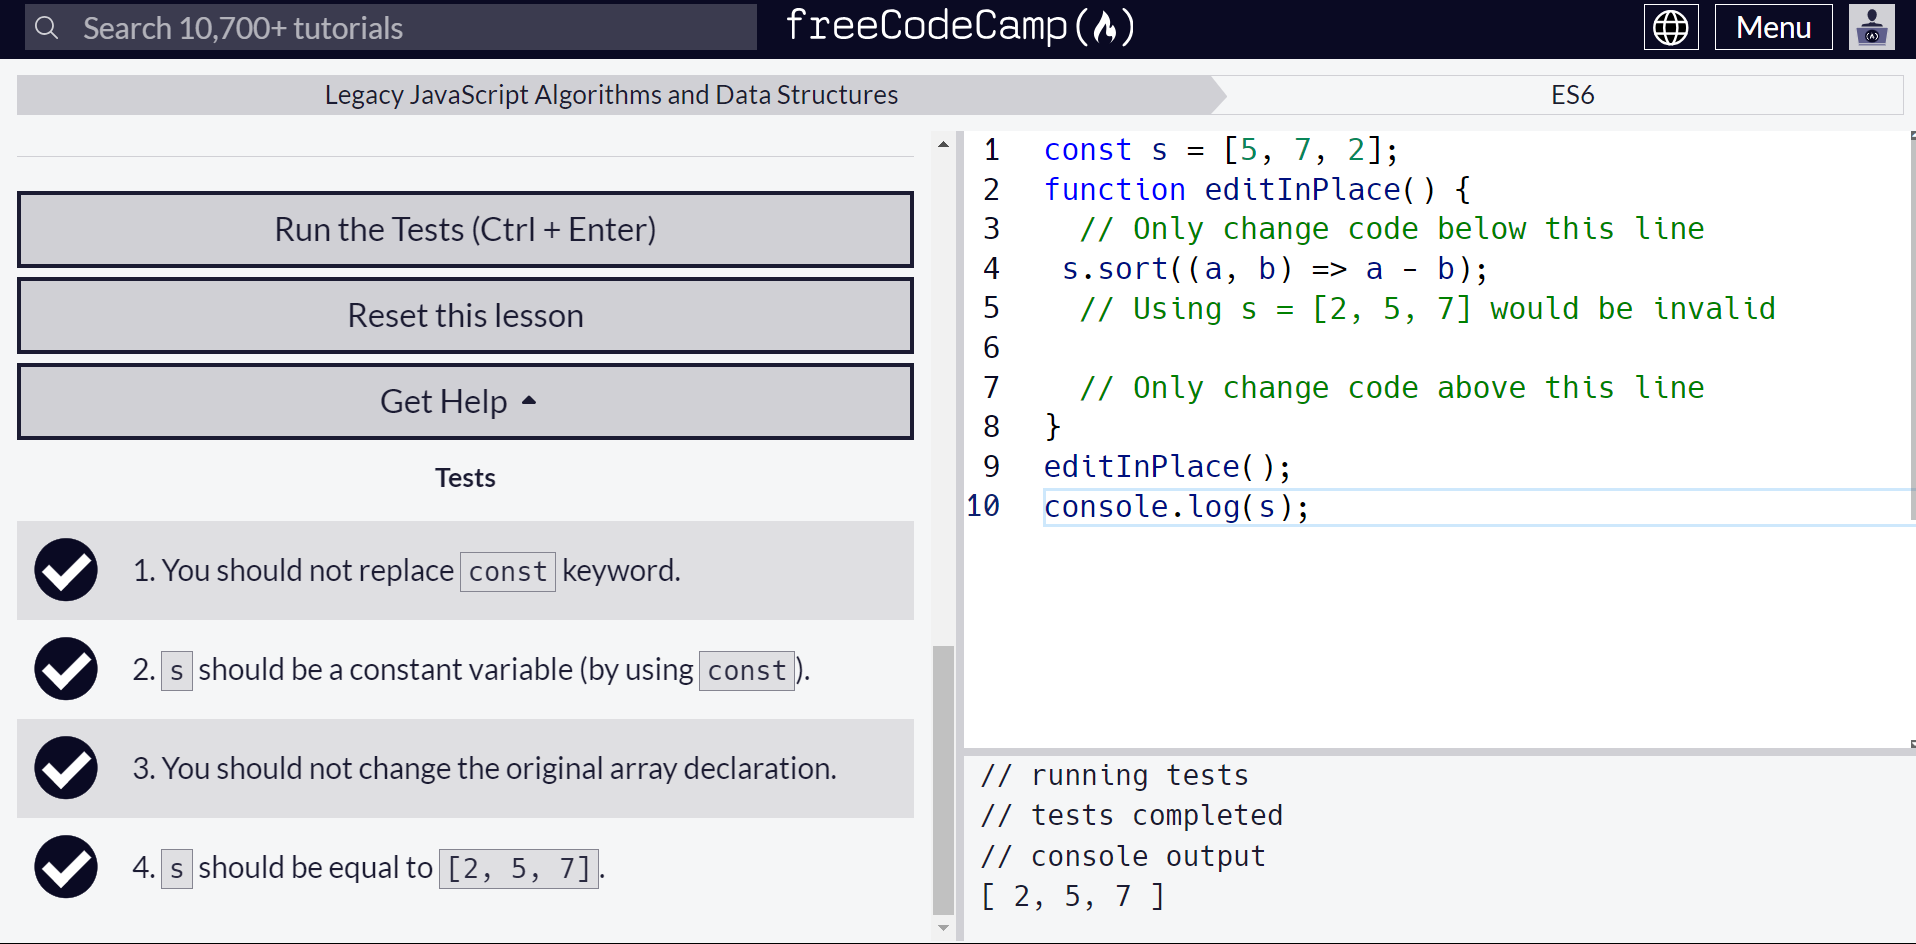 Search 10,700+ tutorials
freeCodeCamp(🔥)
Menu
Legacy JavaScript Algorithms and Data Structures
ES6
Run the Tests (Ctrl + Enter)
Reset this lesson
Get Help
Tests
1. You should not replace const keyword.
2. s should be a constant variable (by using const).
3. You should not change the original array declaration.
4. s should be equal to [2, 5, 7].
1 const s = [5, 7, 2];
2 function editInPlace() {
3   // Only change code below this line
4  s.sort((a, b) => a - b);
5   // Using s = [2, 5, 7] would be invalid
6
7   // Only change code above this line
8 }
9 editInPlace();
10 console.log(s);
// running tests
// tests completed
// console output
[ 2, 5, 7 ]